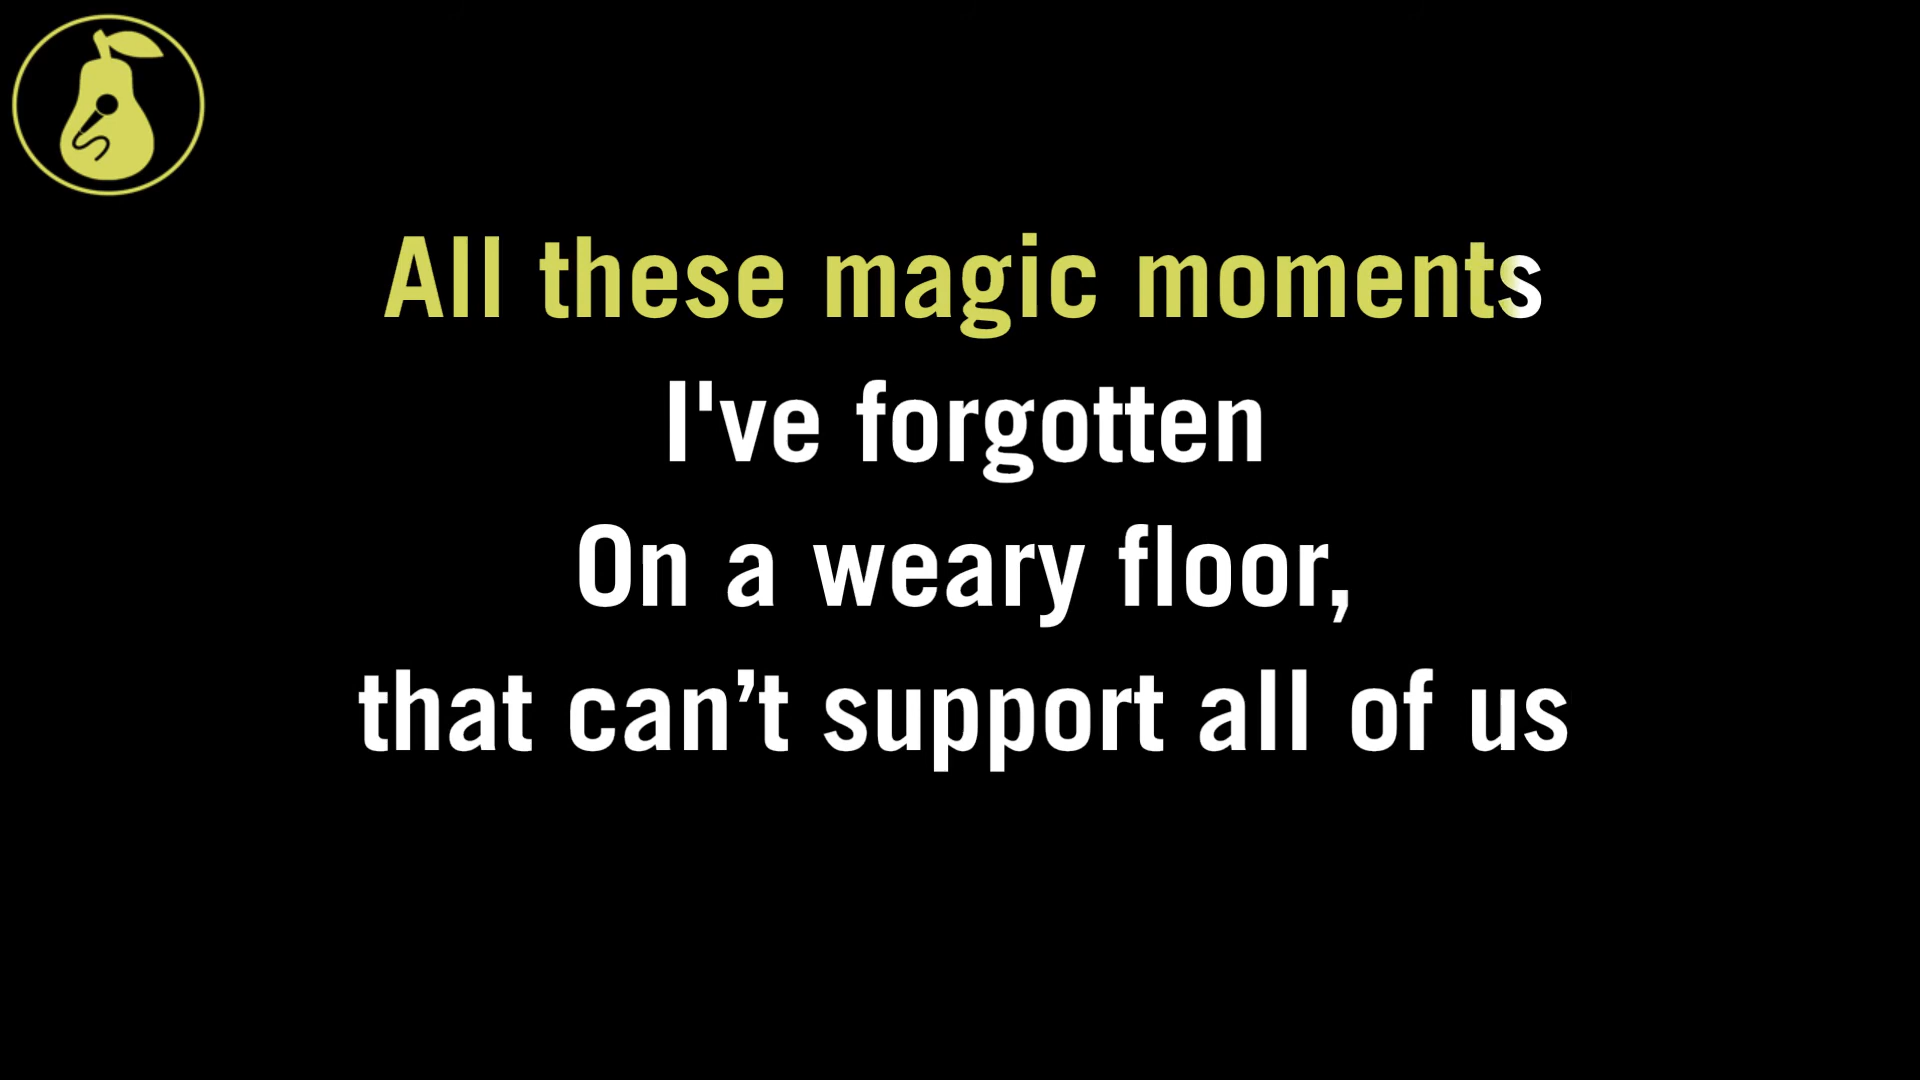 All these magic moments
I've forgotten
On a weary floor,
that can’t support all of us